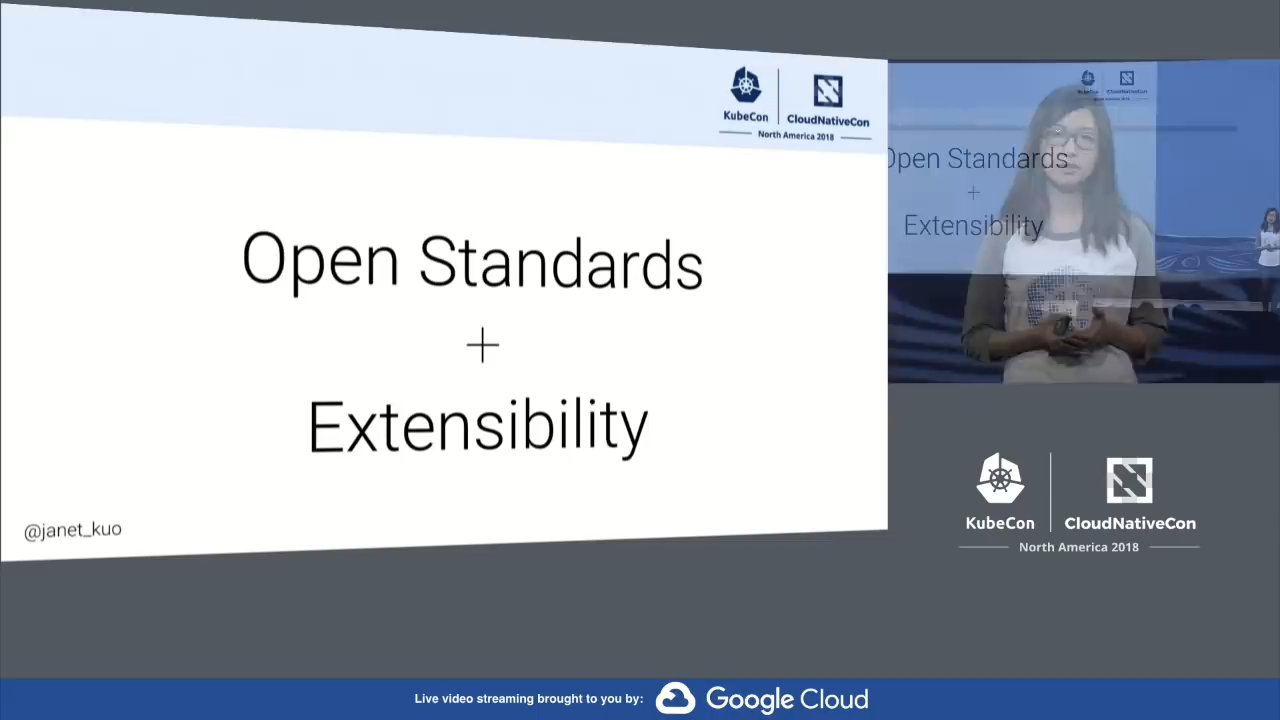 KubeCon
CloudNativeCon
North America 2018
Open Standards
+
Extensibility
@janet_kuo
Open Standards
+
Extensibility
KubeCon
CloudNativeCon
North America 2018
Live video streaming brought to you by:
Google Cloud